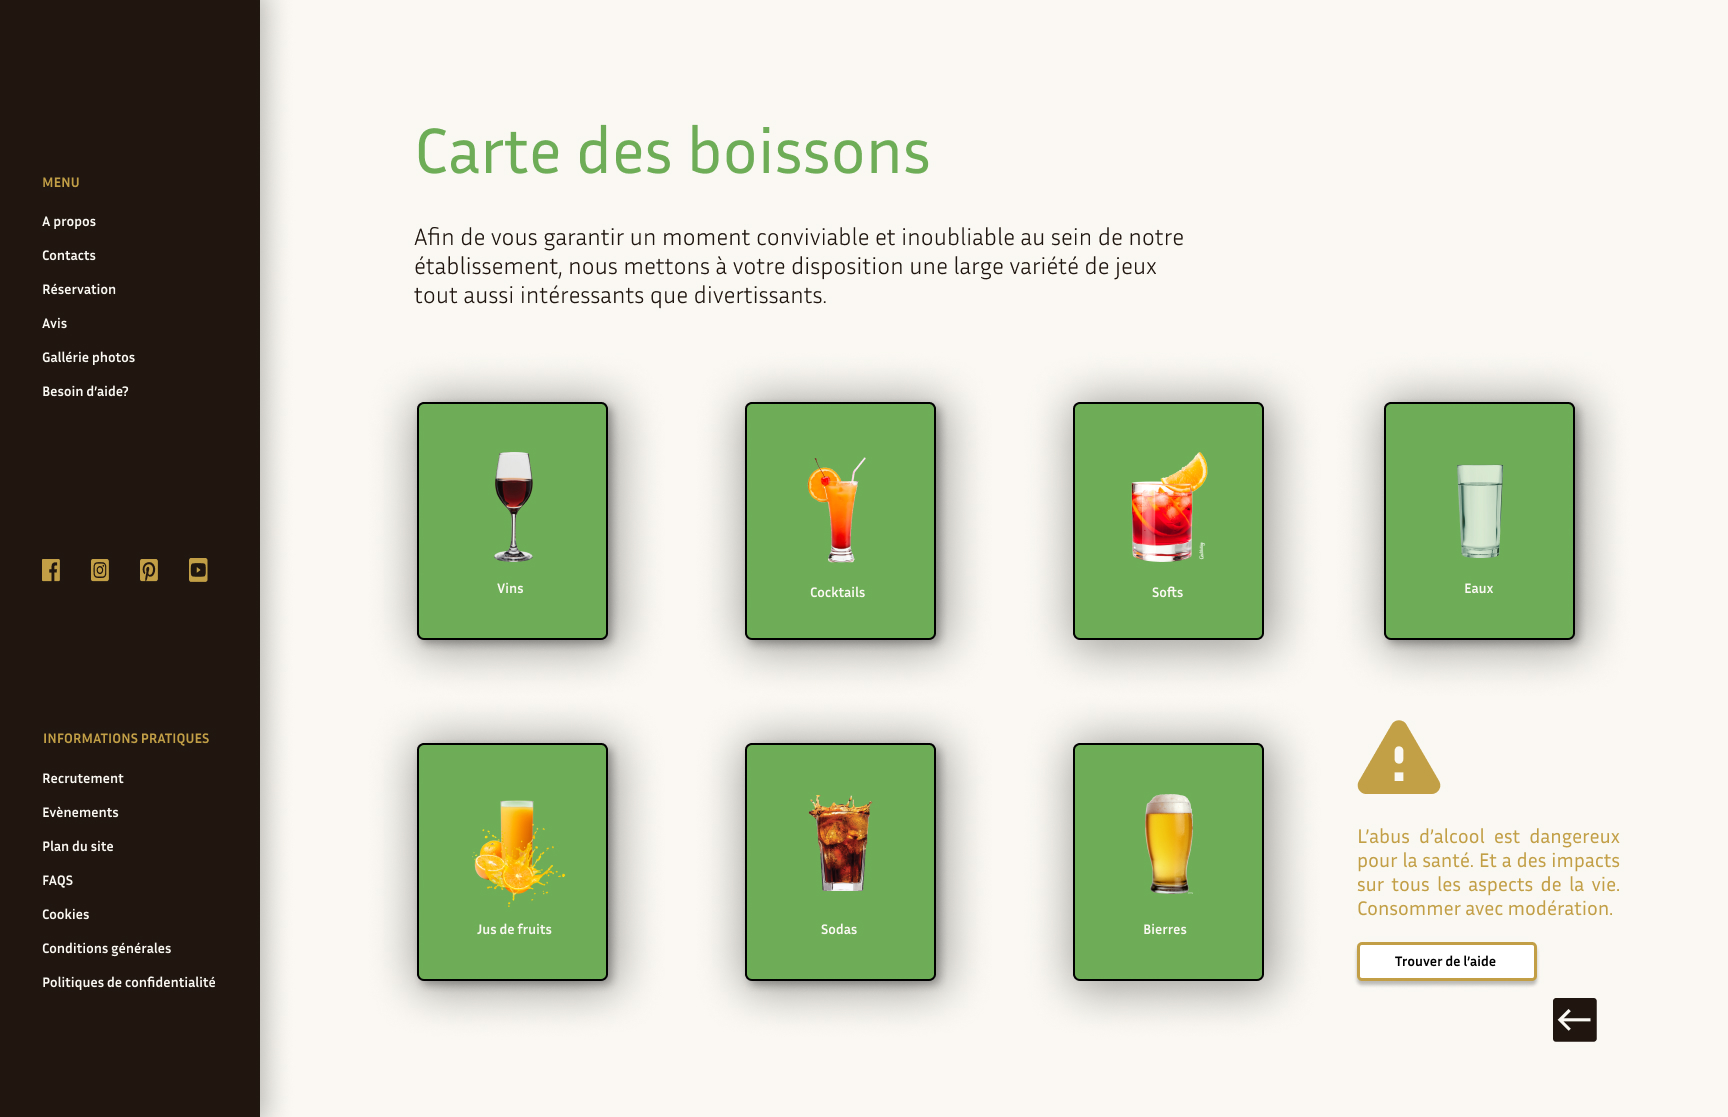 MENU
A propos
Contacts
Réservation
Avis
Gallérie photos
Besoin d'aide?
INFORMATIONS PRATIQUES
Recrutement
Evènements
Plan du site
FAQS
Cookies
Conditions générales
Politiques de confidentialité
Carte des boissons
Afin de vous garantir un moment conviviable et inoubliable au sein de notre
établissement, nous mettons à votre disposition une large variété de jeux
tout aussi intéressants que divertissants.
Vins
Cocktails
Softs
Eaux
Jus de fruits
Sodas
Bierres
L'abus d'alcool est dangereux
pour la santé. Et a des impacts
sur tous les aspects de la vie.
Consommer avec modération.
Trouver de l'aide